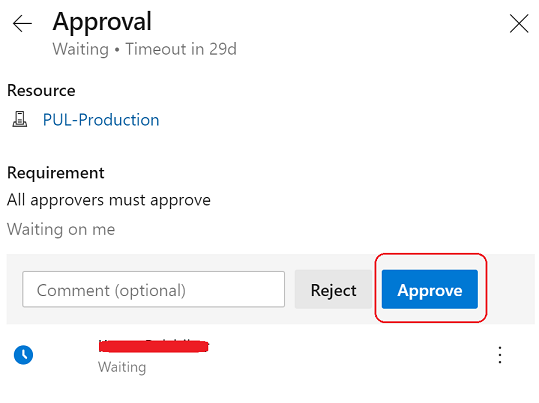 Approval
Waiting • Timeout in 29d
Resource
PUL-Production
Requirement
All approvers must approve
Waiting on me
Comment (optional) Reject Approve
Waiting